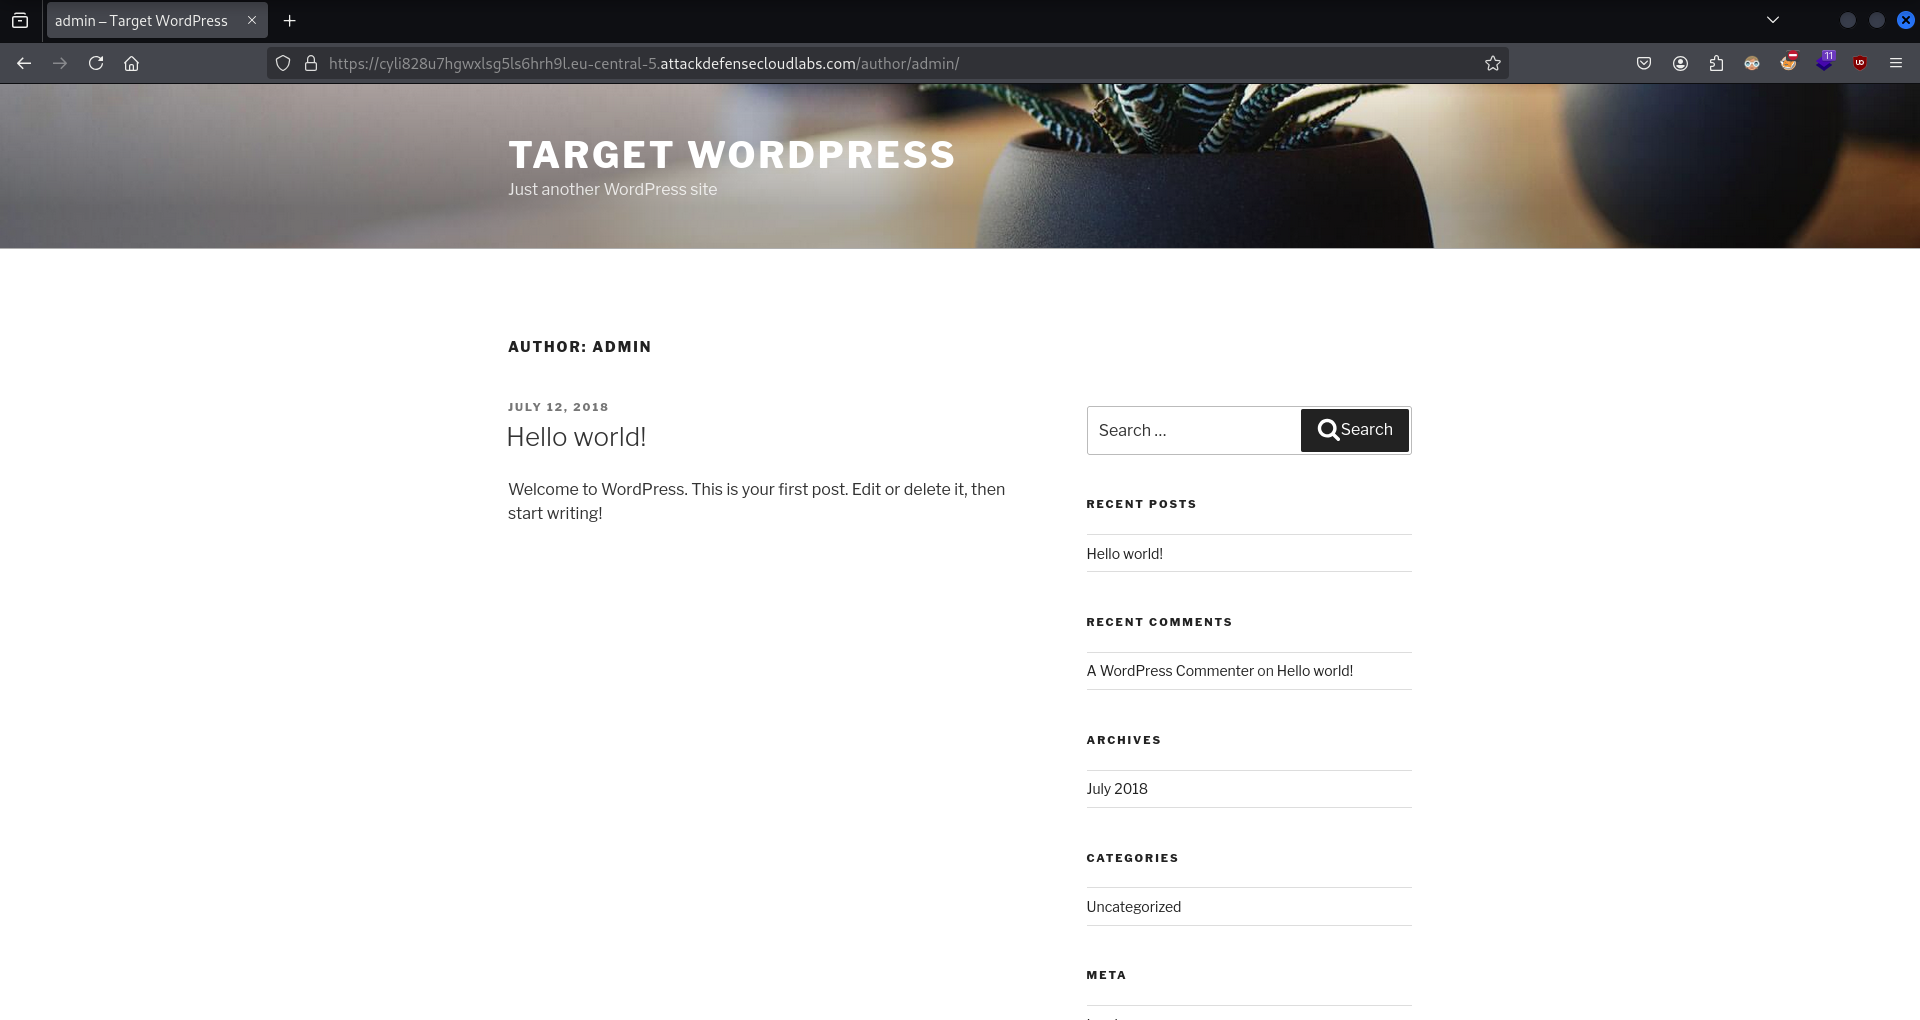 admin – Target WordPress
https://cyli828u7hgwxlsg5ls6hrh9l.eu-central-5.attackdefensecloudlabs.com/author/admin/
11
TARGET WORDPRESS
Just another WordPress site
AUTHOR: ADMIN
JULY 12, 2018
Hello world!
Welcome to WordPress. This is your first post. Edit or delete it, then
start writing!
Search …
Search
RECENT POSTS
Hello world!
RECENT COMMENTS
A WordPress Commenter on Hello world!
ARCHIVES
July 2018
CATEGORIES
Uncategorized
META